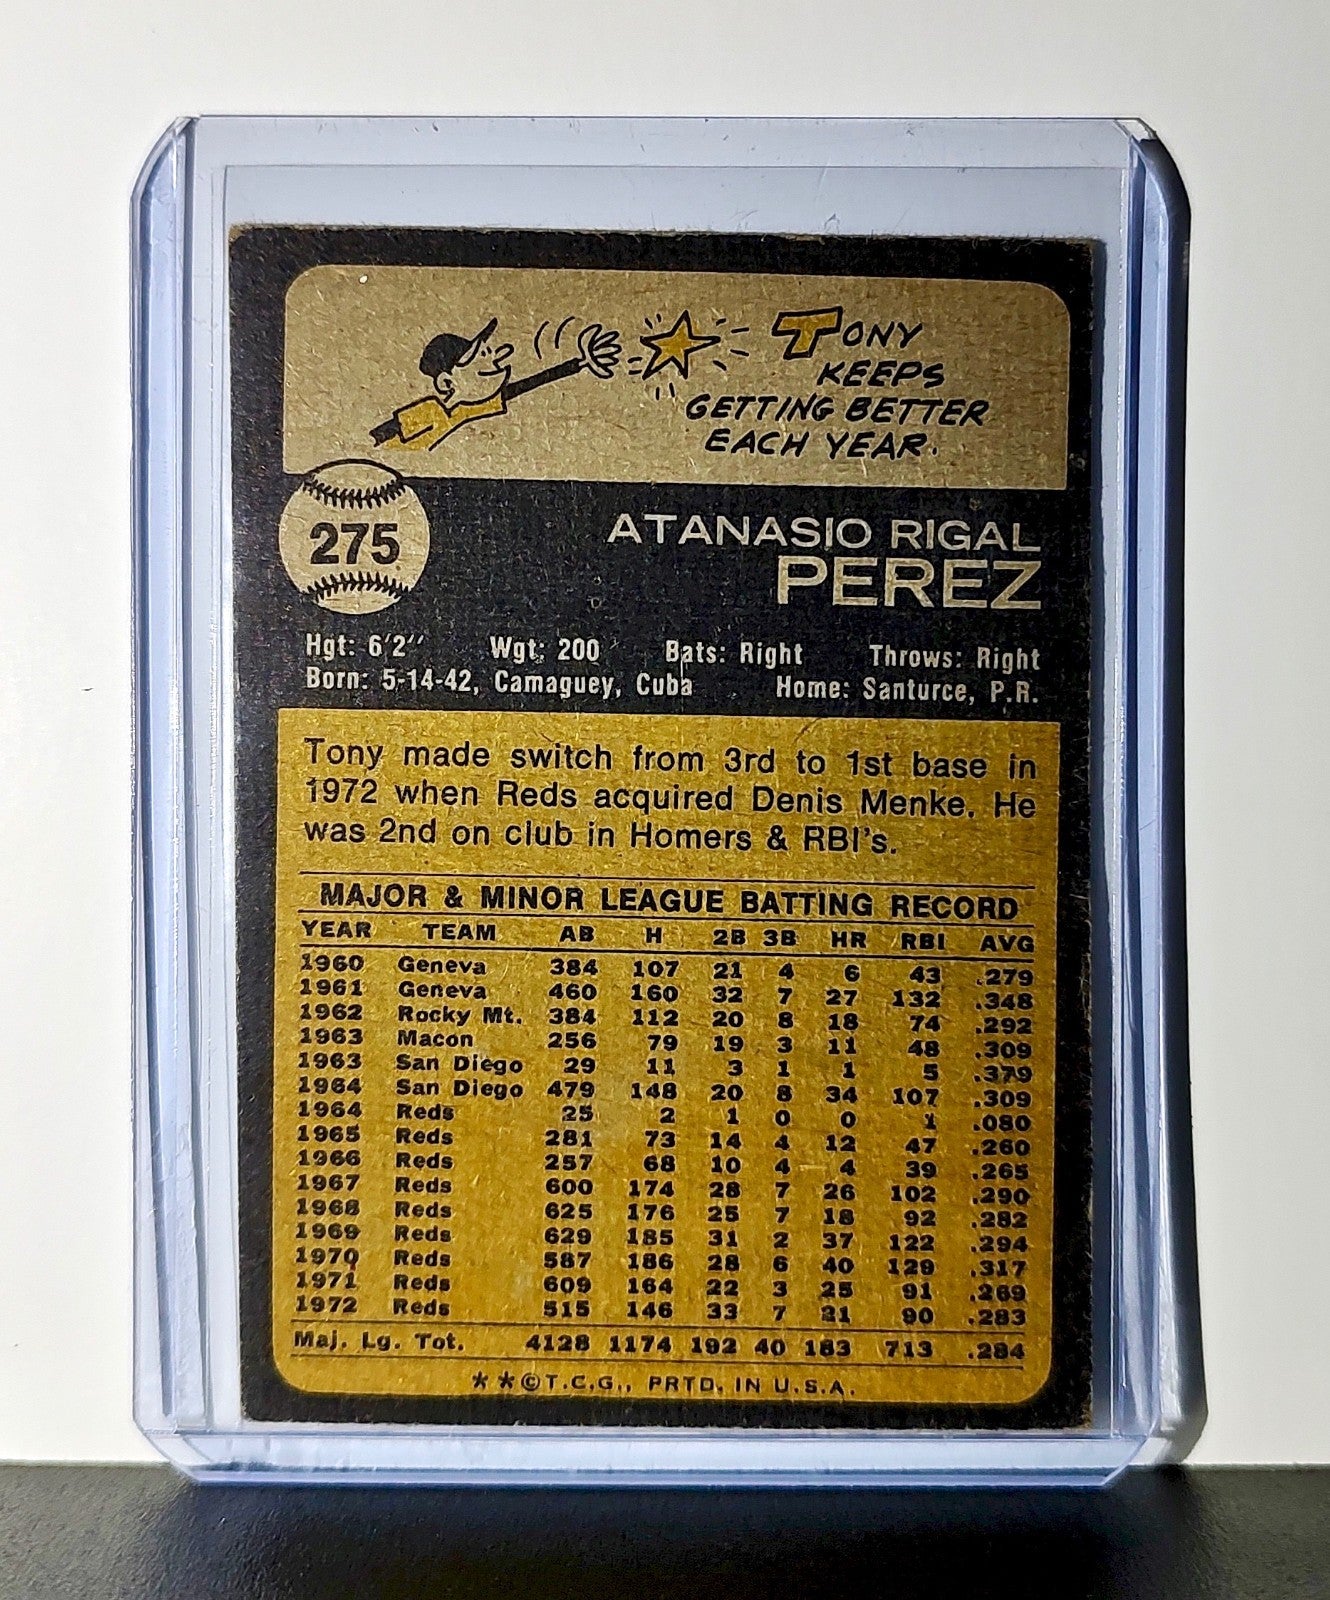 TONY
KEEPS
GETTING BETTER
EACH YEAR.
275
ATANASIO RIGAL
PEREZ
Hgt: 6'2" Wgt: 200 Bats: Right Throws: Right
Born: 5-14-42, Camaguey, Cuba Home: Santurce, P.R.
Tony made switch from 3rd to 1st base in
1972 when Reds acquired Denis Menke. He
was 2nd on club in Homers & RBI's.
MAJOR & MINOR LEAGUE BATTING RECORD
YEAR TEAM AB H 2B 3B HR RBI AVG
1960 Geneva 384 107 21 4 6 43 .279
1961 Geneva 460 160 32 7 27 132 .348
1962 Rocky Mt. 384 112 20 8 18 74 .292
1963 Macon 256 79 19 3 11 48 .309
1963 San Diego 29 11 3 1 1 5 .379
1964 San Diego 479 148 20 8 34 107 .309
1964 Reds 25 2 1 0 0 1 .080
1965 Reds 281 73 14 4 12 47 .260
1966 Reds 257 68 10 4 4 39 .265
1967 Reds 600 174 28 7 26 102 .290
1968 Reds 625 176 25 7 18 92 .282
1969 Reds 629 185 31 2 37 122 .294
1970 Reds 587 186 28 6 40 129 .317
1971 Reds 609 164 22 3 25 91 .269
1972 Reds 515 146 33 7 21 90 .283
Maj. Lg. Tot. 4128 1174 192 40 183 713 .284
**©T.C.G., PRTD. IN U.S.A.